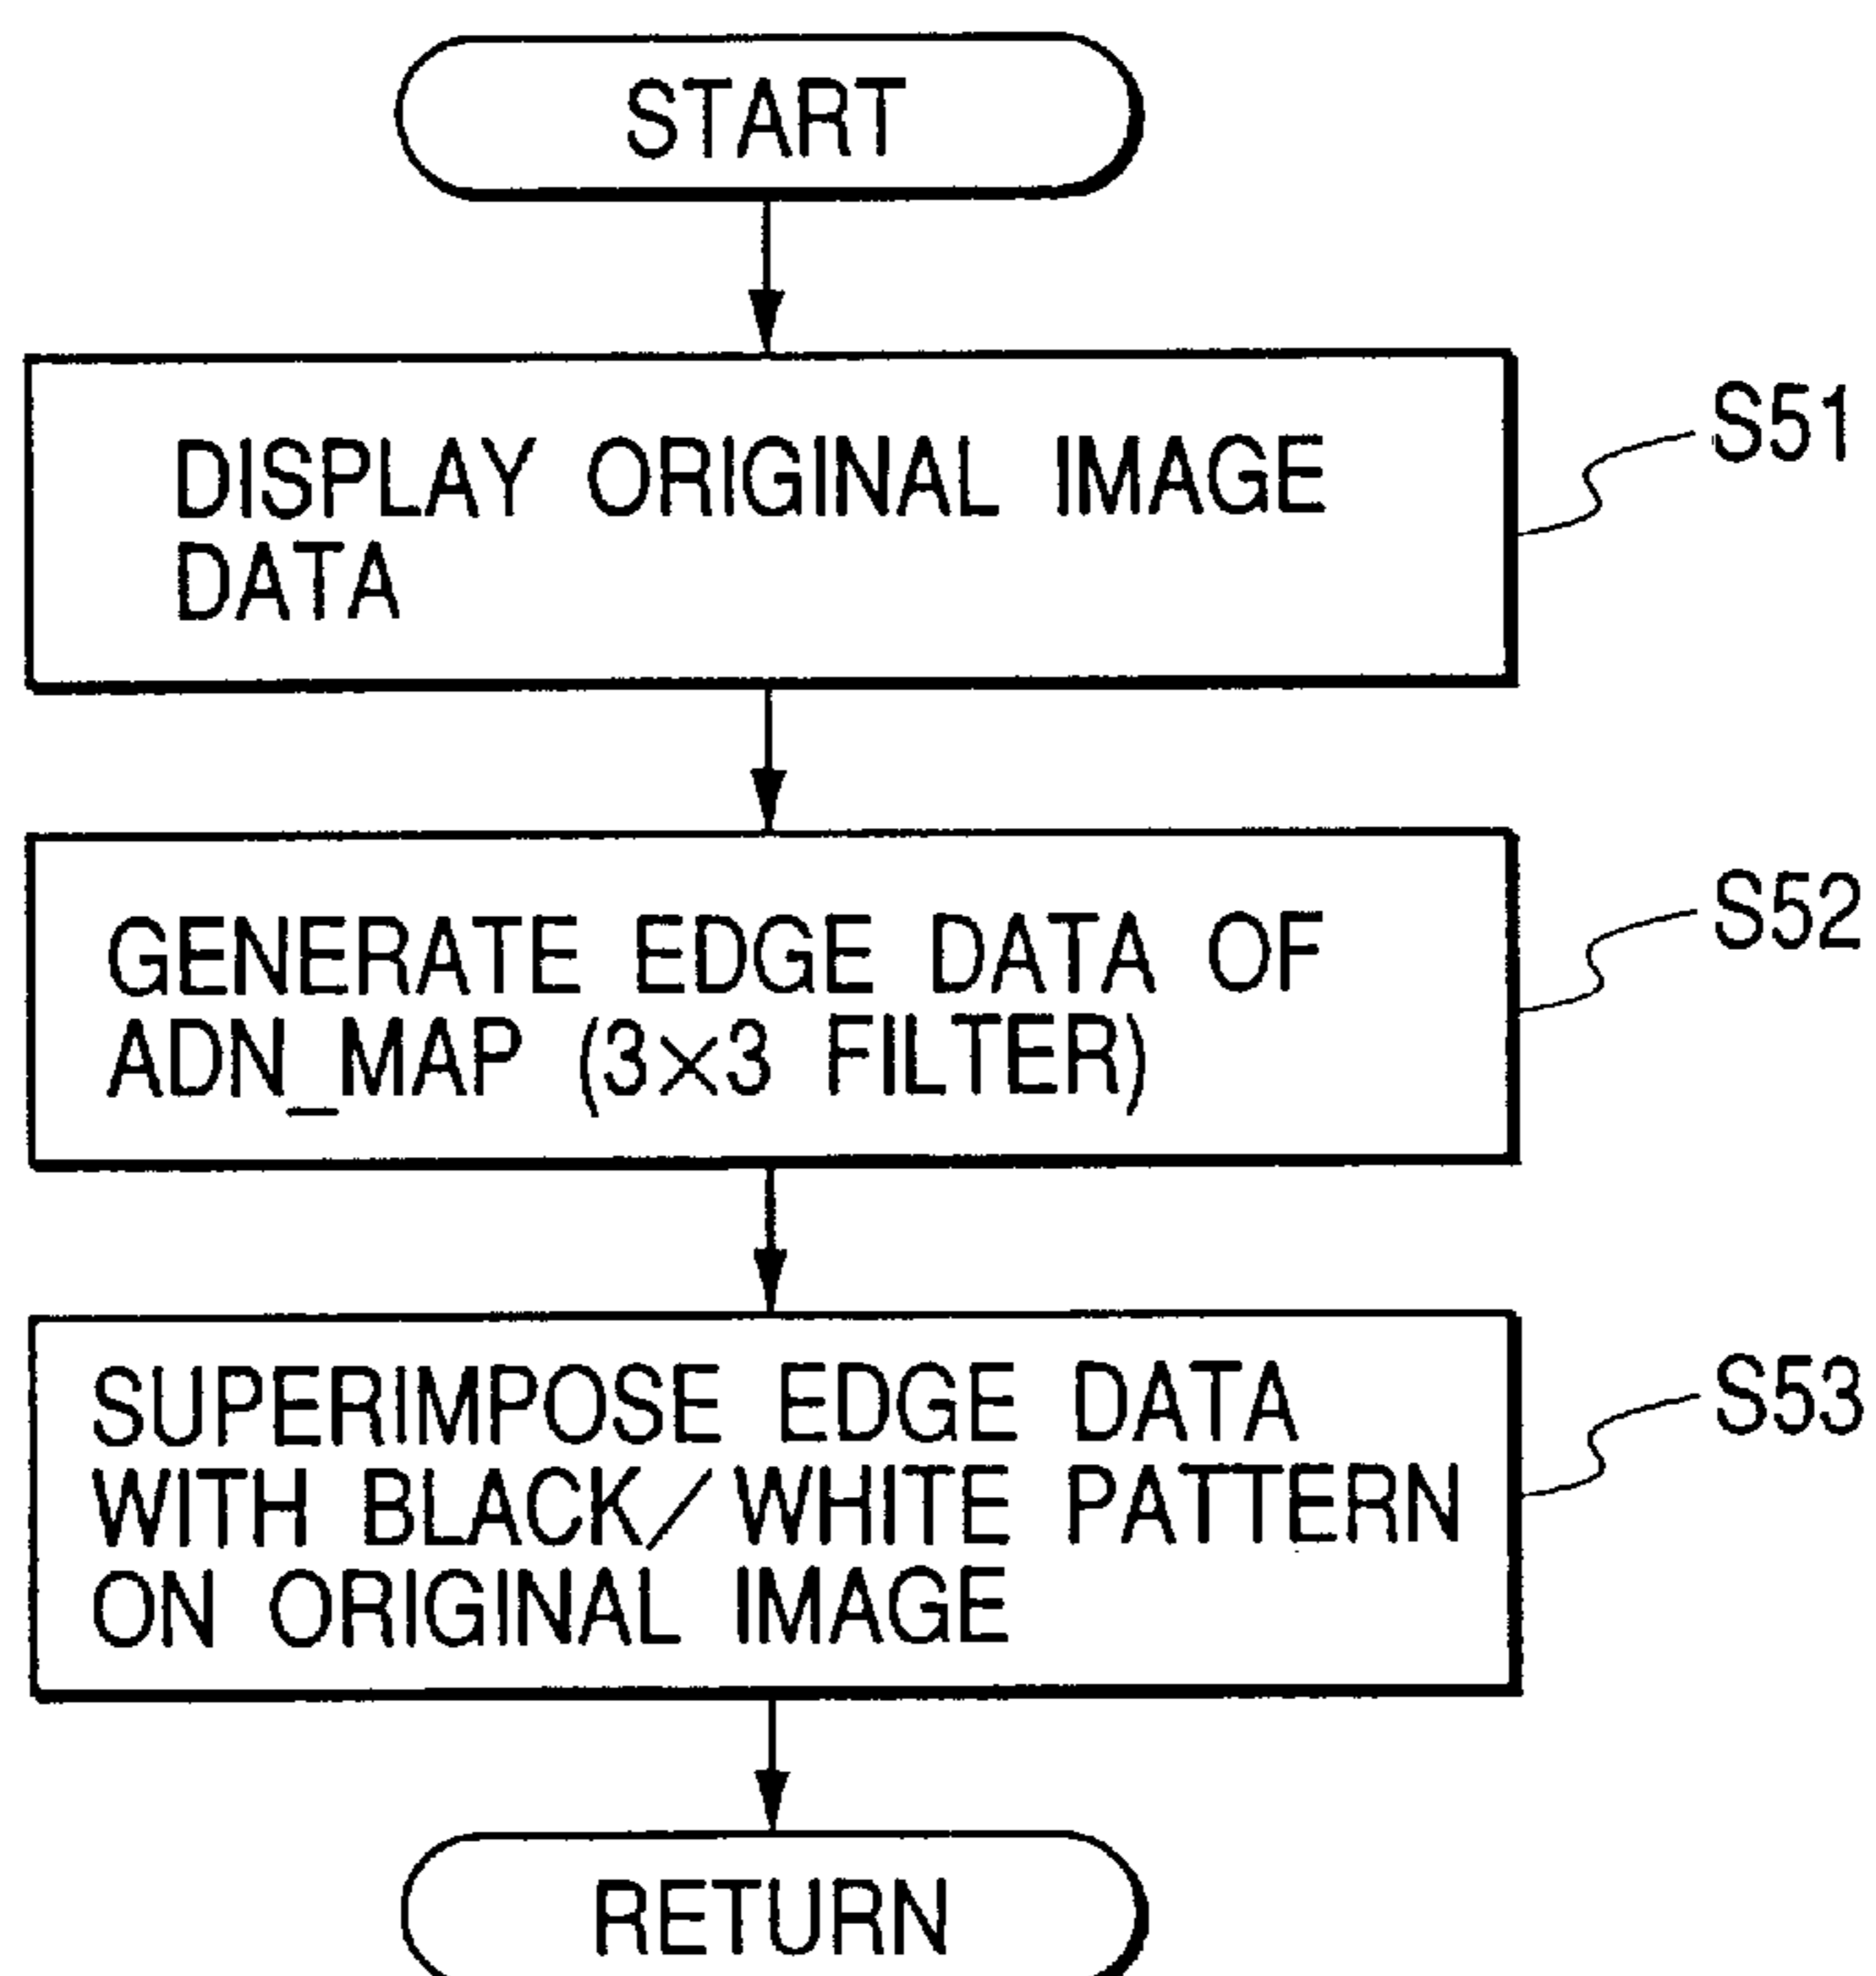 START
DISPLAY ORIGINAL IMAGE
DATA
S51
GENERATE EDGE DATA OF
ADN_MAP (3×3 FILTER)
S52
SUPERIMPOSE EDGE DATA
WITH BLACK/WHITE PATTERN
ON ORIGINAL IMAGE
S53
RETURN